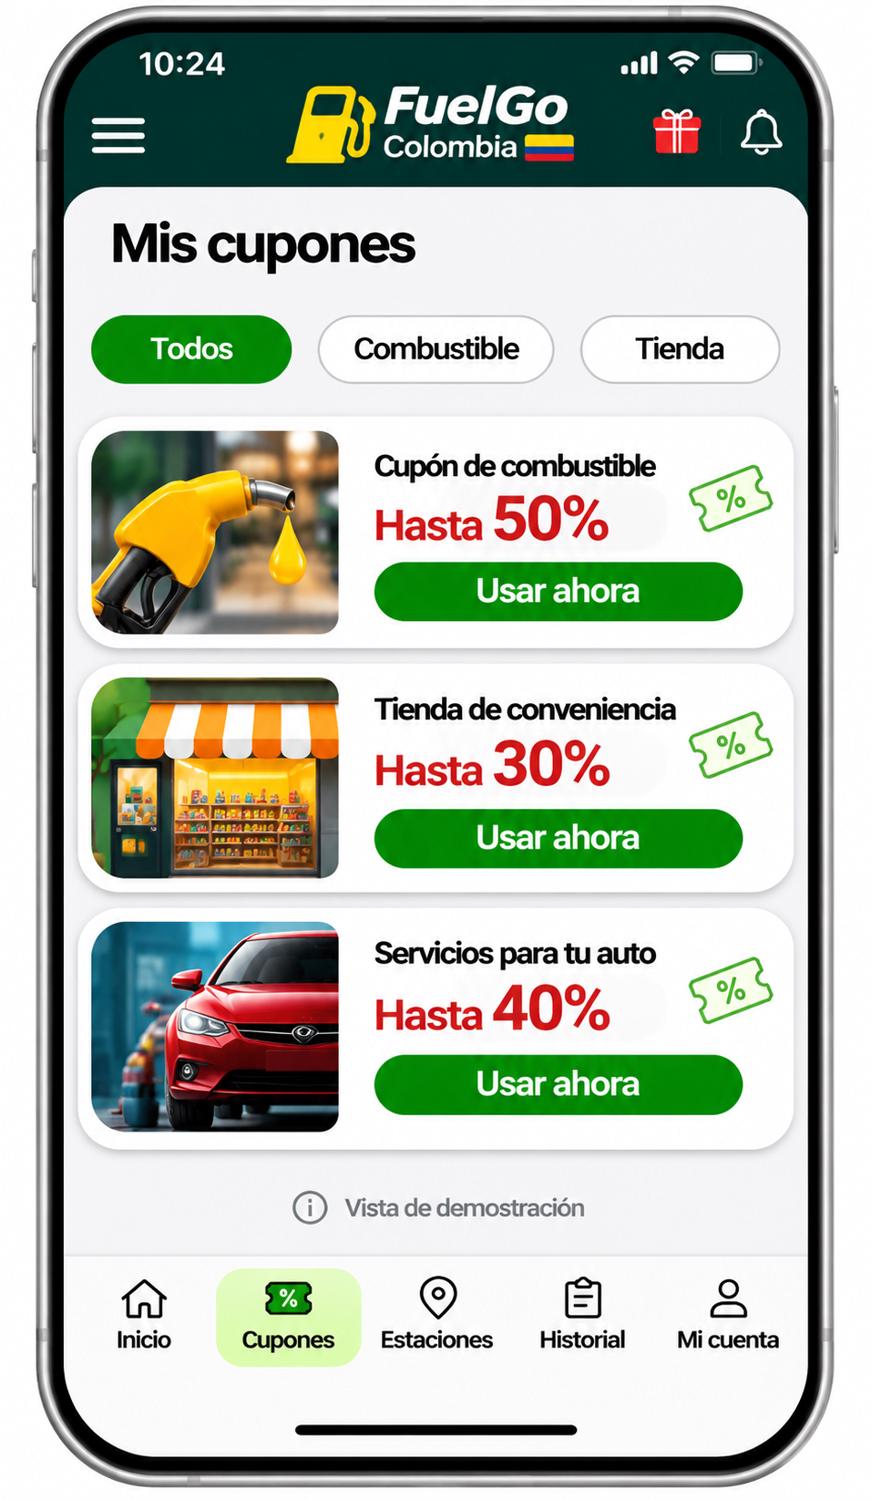 10:24
FuelGo
Colombia
Mis cupones
Todos
Combustible
Tienda
Cupón de combustible
%
Hasta 50%
Usar ahora
Tienda de conveniencia
%
Hasta 30%
Usar ahora
Servicios para tu auto
%
Hasta 40%
Usar ahora
i Vista de demostración
%
Inicio
Cupones
Estaciones
Historial
Mi cuenta